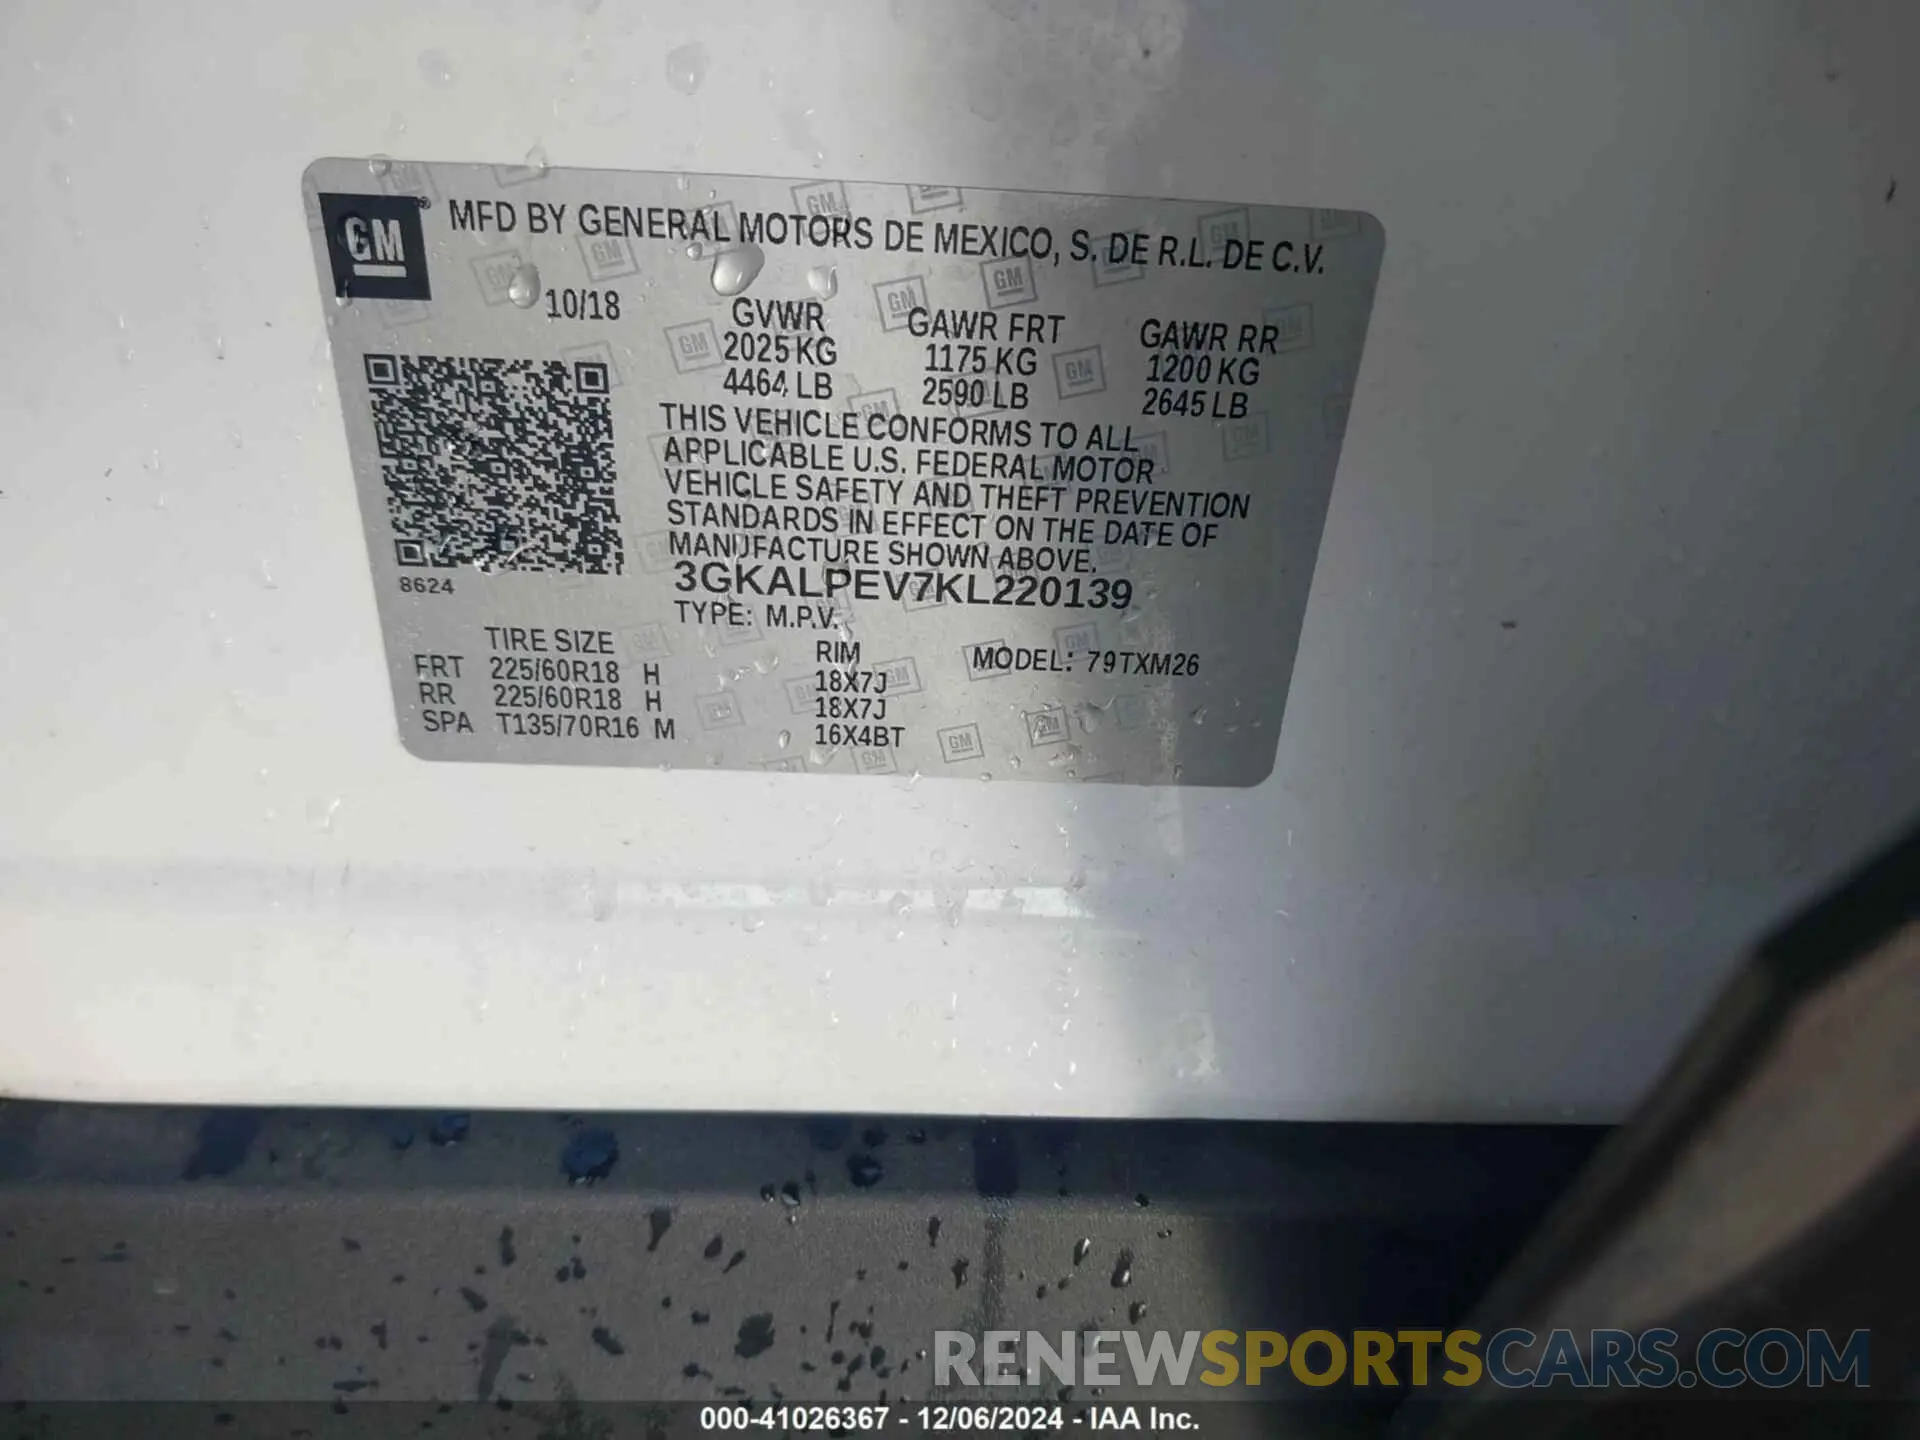 GM
MFD BY GENERAL MOTORS DE MEXICO, S. DE R.L. DE C.V.
10/18
GVWR GAWR FRT GAWR RR
2025 KG 1175 KG 1200 KG
4464 LB 2590 LB 2645 LB
THIS VEHICLE CONFORMS TO ALL
APPLICABLE U.S. FEDERAL MOTOR
VEHICLE SAFETY AND THEFT PREVENTION
STANDARDS IN EFFECT ON THE DATE OF
MANUFACTURE SHOWN ABOVE.
8624
3GKALPEV7KL220139
TYPE: M.P.V.
TIRE SIZE RIM MODEL: 79TXM26
FRT 225/60R18 H 18X7J
RR 225/60R18 H 18X7J
SPA T135/70R16 M 16X4BT
RENEWSPORTSCARS.COM
000-41026367 - 12/06/2024 - IAA Inc.